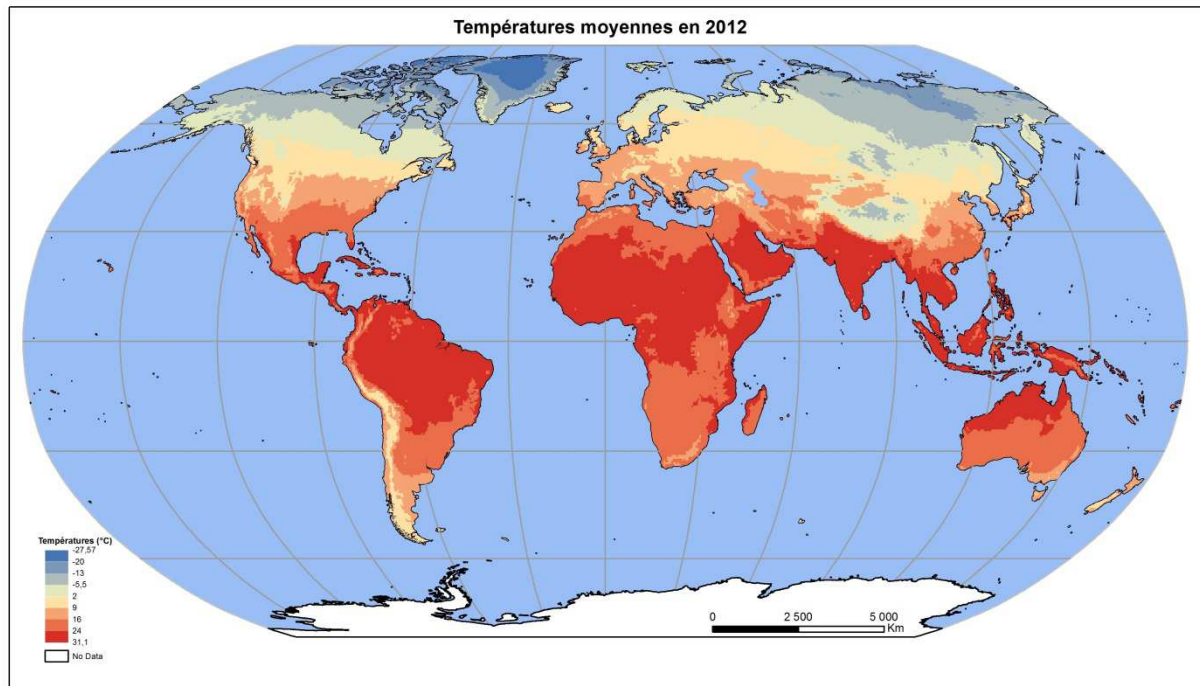 Températures moyennes en 2012
N
Températures (°C)
-27,57
-20
-13
-5,5
2
9
16
24
31,1
No Data
0 2 500 5 000
Km